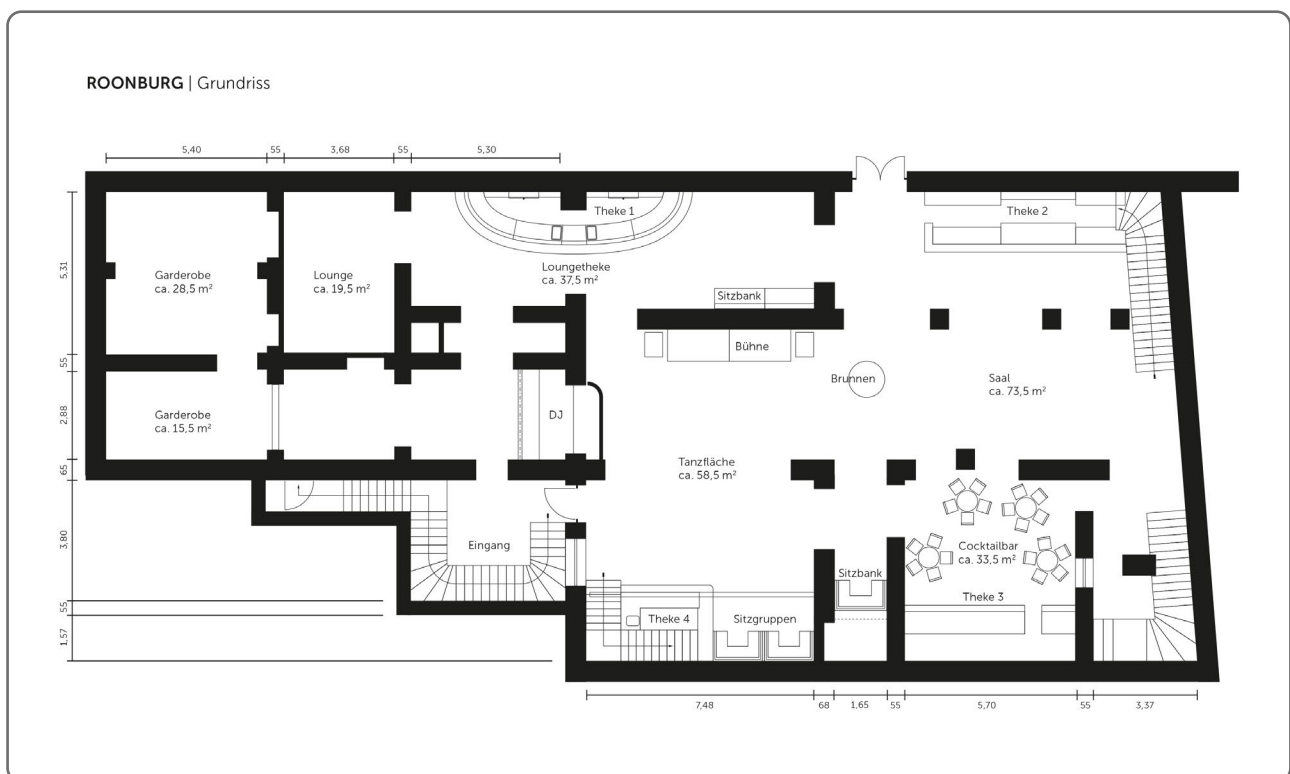 ROONBURG | Grundriss
5,40 55 3,68 55 5,30
Theke 1
Theke 2
5,31
Garderobe
ca. 28,5 m²
Lounge
ca. 19,5 m²
Loungetheke
ca. 37,5 m²
Sitzbank
Bühne
55
Brunnen
Saal
ca. 73,5 m²
2,88
Garderobe
ca. 15,5 m²
DJ
65
Tanzfläche
ca. 58,5 m²
3,80
Eingang
Cocktailbar
ca. 33,5 m²
Sitzbank
55
Theke 3
Theke 4
Sitzgruppen
1,57
7,48 68 1,65 55 5,70 55 3,37